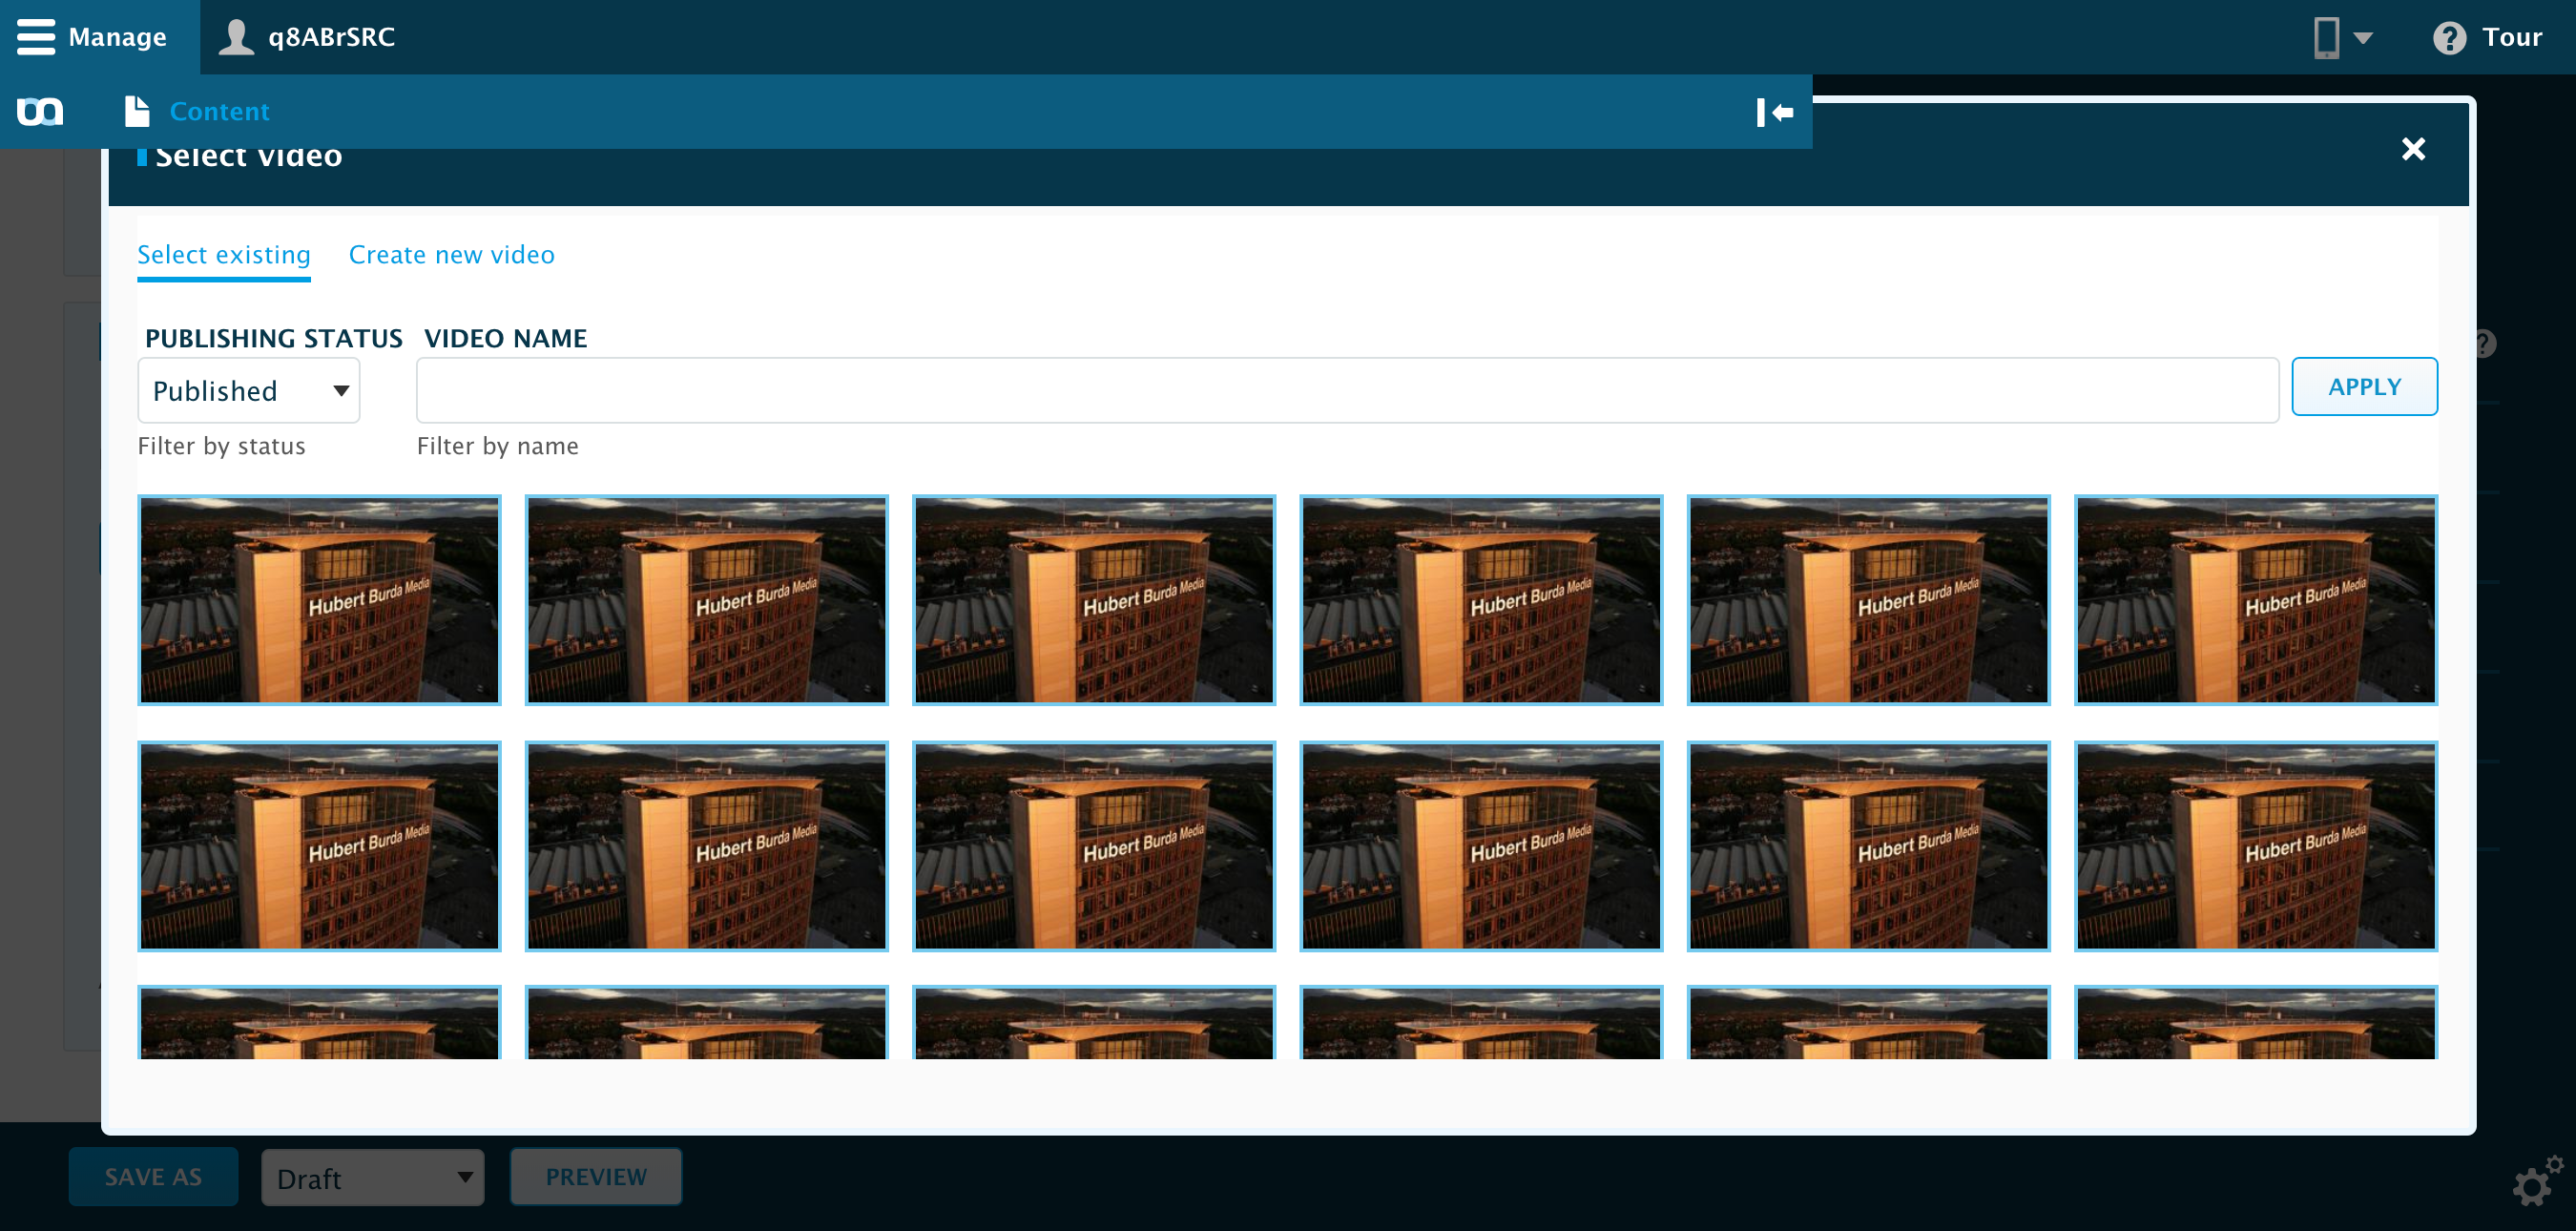 Manage
q8ABrSRC
Tour
Content
Select video
Select existing
Create new video
PUBLISHING STATUS
VIDEO NAME
Published
APPLY
Filter by status
Filter by name
Hubert Burda Media
Hubert Burda Media
Hubert Burda Media
Hubert Burda Media
Hubert Burda Media
Hubert Burda Media
Hubert Burda Media
Hubert Burda Media
Hubert Burda Media
Hubert Burda Media
Hubert Burda Media
Hubert Burda Media
SAVE AS
Draft
PREVIEW